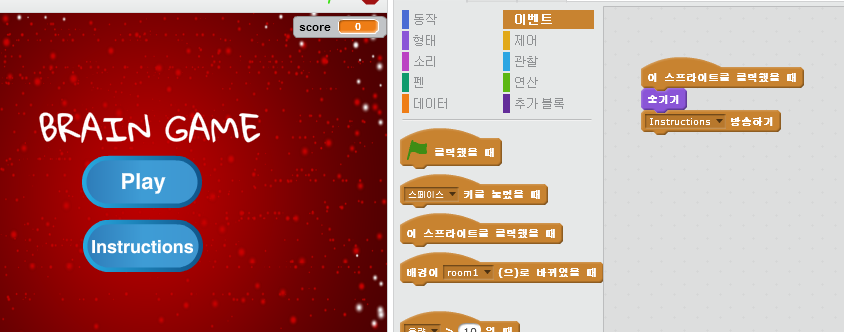 score 0
BRAIN GAME
Play
Instructions
동작
형태
소리
펜
데이터
이벤트
제어
관찰
연산
추가 블록
클릭했을 때
스페이스 키를 눌렀을 때
이 스프라이트를 클릭했을 때
배경이 room1 (으)로 바뀌었을 때
음량 > 10 일 때
이 스프라이트를 클릭했을 때
숨기기
Instructions 방송하기